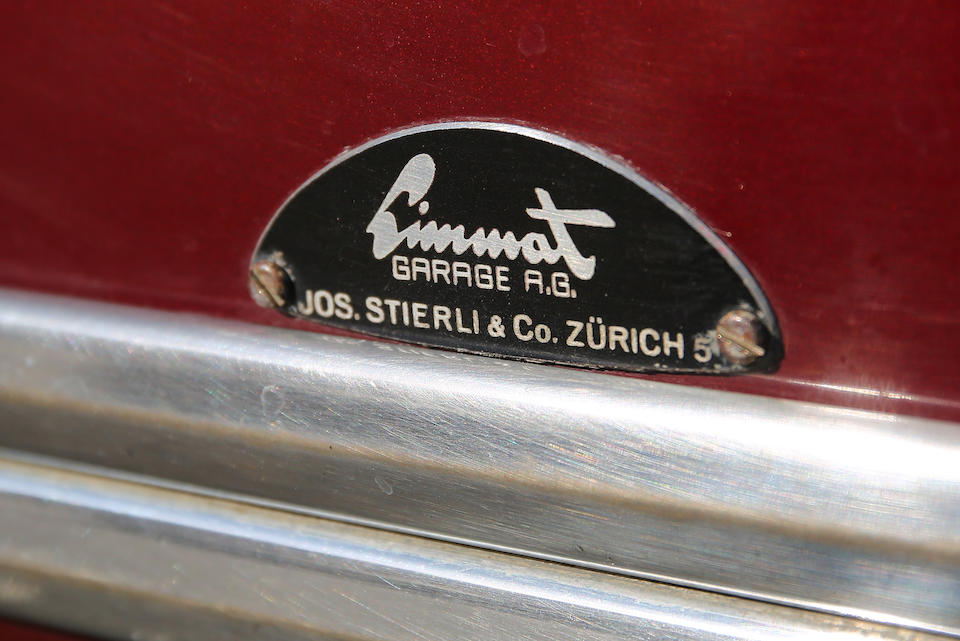 Limmat
GARAGE A.G.
JOS. STIERLI & Co. ZÜRICH 5